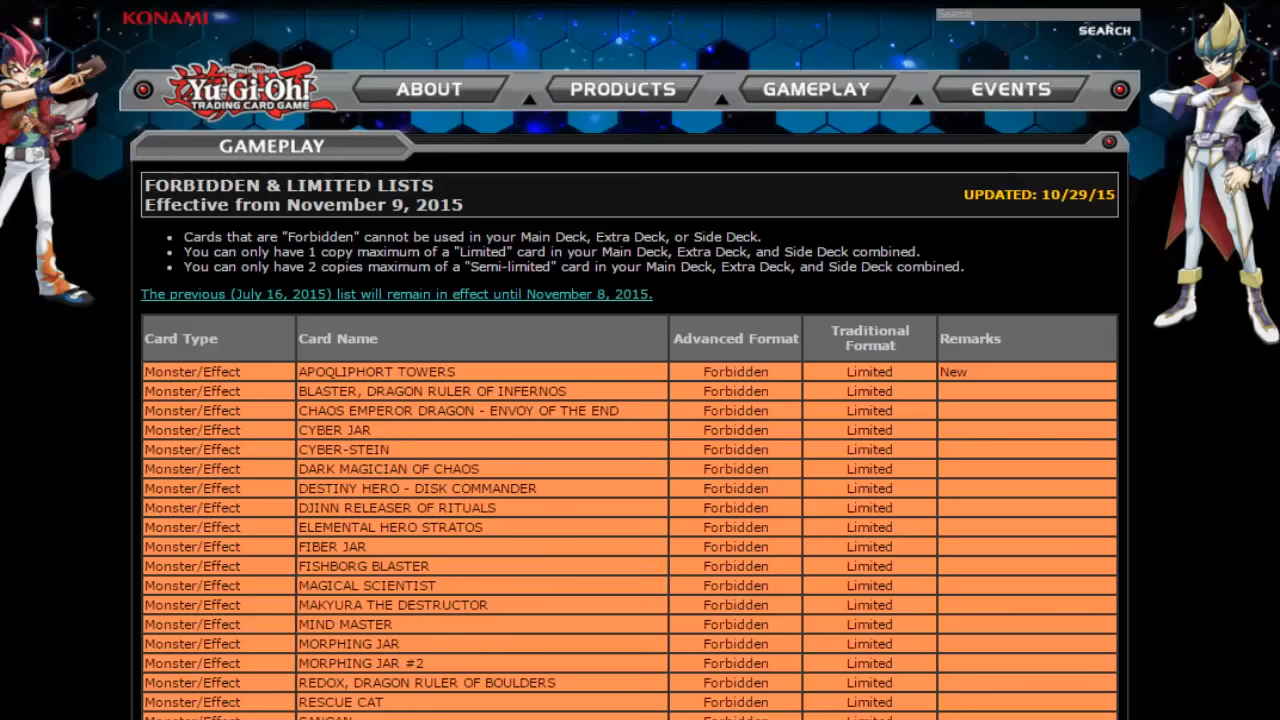 KONAMI
Search
SEARCH
SHONEN JUMP
Yu-Gi-Oh!
TRADING CARD GAME
ABOUT
PRODUCTS
GAMEPLAY
EVENTS
GAMEPLAY
FORBIDDEN & LIMITED LISTS
Effective from November 9, 2015
UPDATED: 10/29/15
• Cards that are "Forbidden" cannot be used in your Main Deck, Extra Deck, or Side Deck.
• You can only have 1 copy maximum of a "Limited" card in your Main Deck, Extra Deck, and Side Deck combined.
• You can only have 2 copies maximum of a "Semi-limited" card in your Main Deck, Extra Deck, and Side Deck combined.
The previous (July 16, 2015) list will remain in effect until November 8, 2015.
Card Type Card Name Advanced Format Traditional Format Remarks
Monster/Effect APOQLIPHORT TOWERS Forbidden Limited New
Monster/Effect BLASTER, DRAGON RULER OF INFERNOS Forbidden Limited
Monster/Effect CHAOS EMPEROR DRAGON - ENVOY OF THE END Forbidden Limited
Monster/Effect CYBER JAR Forbidden Limited
Monster/Effect CYBER-STEIN Forbidden Limited
Monster/Effect DARK MAGICIAN OF CHAOS Forbidden Limited
Monster/Effect DESTINY HERO - DISK COMMANDER Forbidden Limited
Monster/Effect DJINN RELEASER OF RITUALS Forbidden Limited
Monster/Effect ELEMENTAL HERO STRATOS Forbidden Limited
Monster/Effect FIBER JAR Forbidden Limited
Monster/Effect FISHBORG BLASTER Forbidden Limited
Monster/Effect MAGICAL SCIENTIST Forbidden Limited
Monster/Effect MAKYURA THE DESTRUCTOR Forbidden Limited
Monster/Effect MIND MASTER Forbidden Limited
Monster/Effect MORPHING JAR Forbidden Limited
Monster/Effect MORPHING JAR #2 Forbidden Limited
Monster/Effect REDOX, DRAGON RULER OF BOULDERS Forbidden Limited
Monster/Effect RESCUE CAT Forbidden Limited
Monster/Effect SANGAN Forbidden Limited